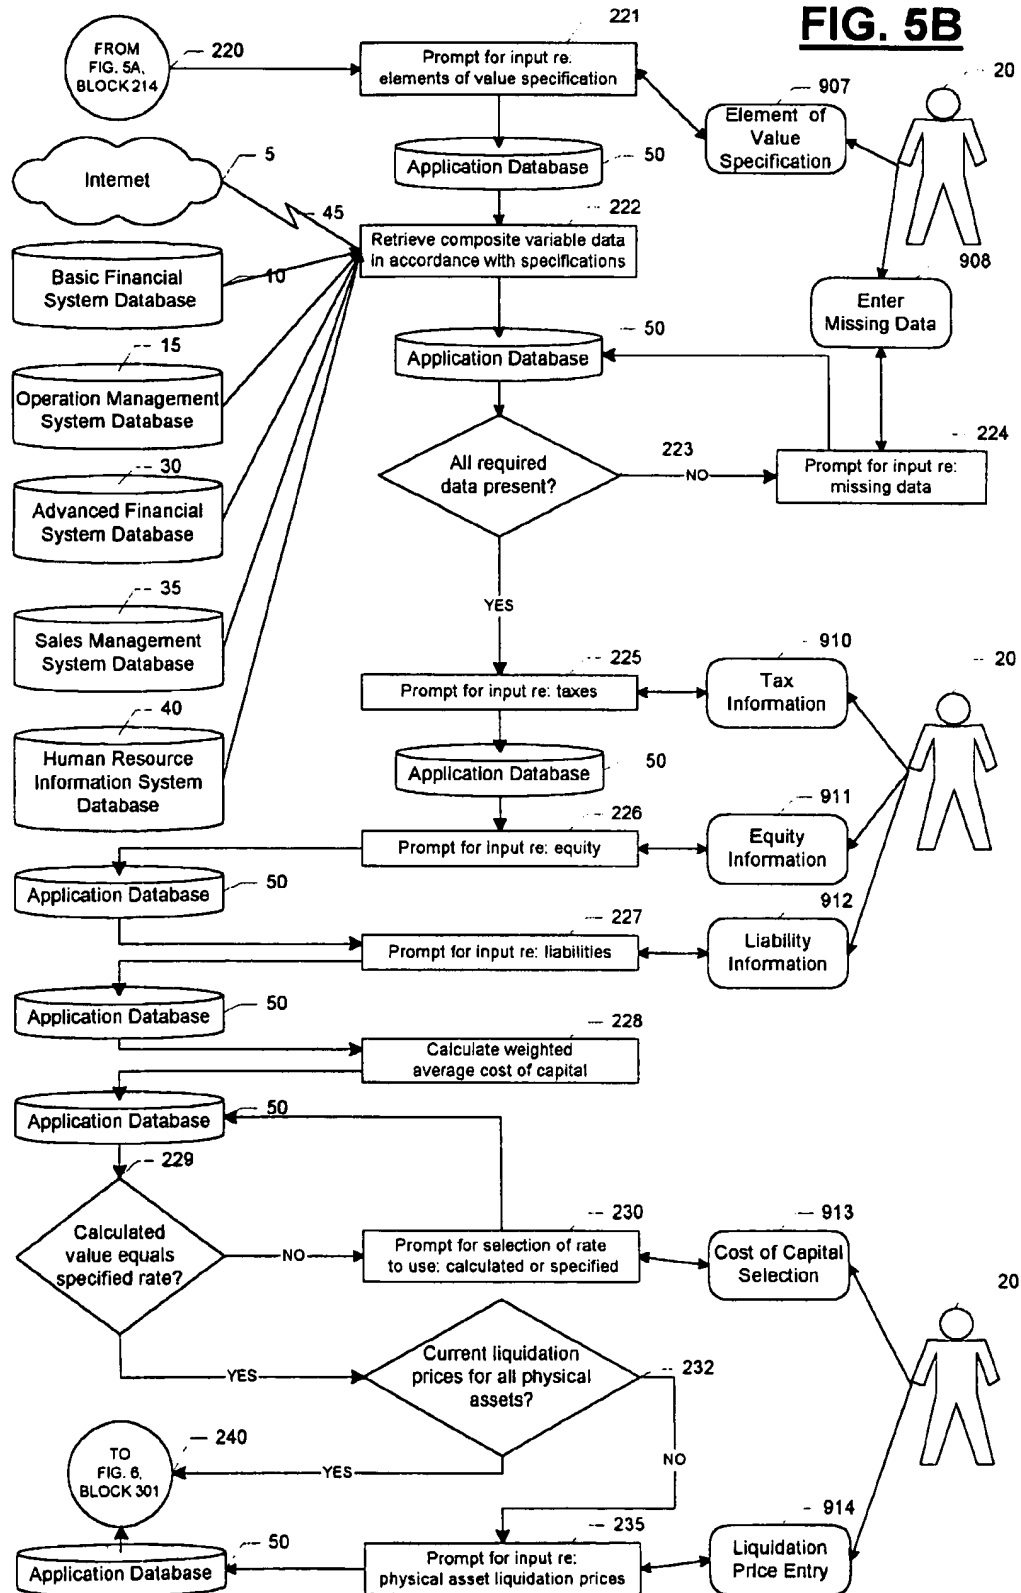 FIG. 5B
FROM
FIG. 5A,
BLOCK 214
220
221
Prompt for input re:
elements of value specification
907
Element of
Value
Specification
20
Application Database
50
Internet
5
45
222
Retrieve composite variable data
in accordance with specifications
Basic Financial
System Database
10
908
Enter
Missing Data
Application Database
50
15
Operation Management
System Database
All required
data present?
223
NO
224
Prompt for input re:
missing data
30
Advanced Financial
System Database
YES
35
Sales Management
System Database
225
Prompt for input re: taxes
910
Tax
Information
20
40
Human Resource
Information System
Database
Application Database
50
226
Prompt for input re: equity
911
Equity
Information
Application Database
50
227
Prompt for input re: liabilities
912
Liability
Information
Application Database
50
228
Calculate weighted
average cost of capital
Application Database
50
229
Calculated
value equals
specified rate?
NO
230
Prompt for selection of rate
to use: calculated or specified
913
Cost of Capital
Selection
20
YES
Current liquidation
prices for all physical
assets?
232
NO
YES
240
TO
FIG. 6,
BLOCK 301
235
Prompt for input re:
physical asset liquidation prices
914
Liquidation
Price Entry
Application Database
50